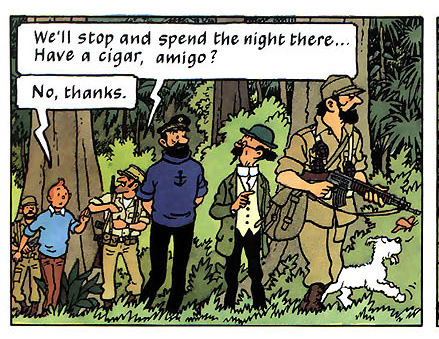 We'll stop and spend the night there...
Have a cigar, amigo?
No, thanks.